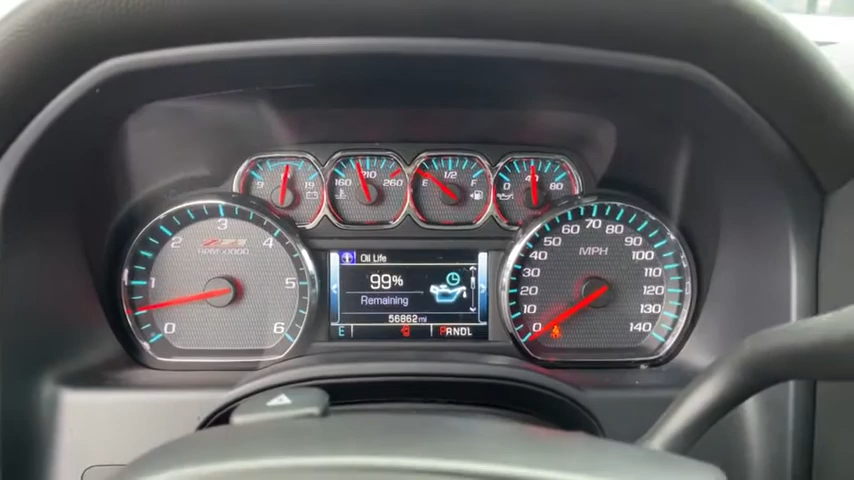 9 19
160 210 260
E 1/2 F
0 40 80
0 1 2 3 4 5 6
Z71
RPM x1000
Oil Life
99%
Remaining
56862 mi
E PRNDL
MPH
0 10 20 30 40 50 60 70 80 90 100 110 120 130 140